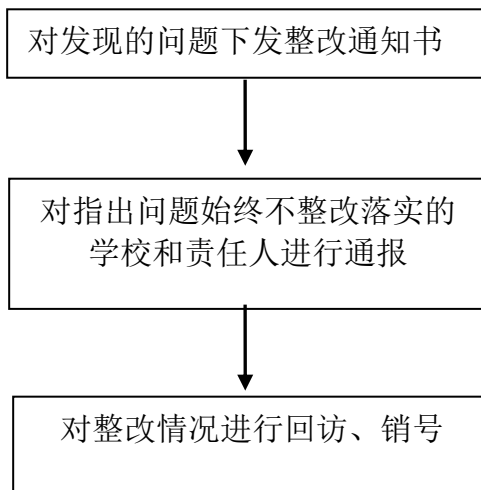 对发现的问题下发整改通知书
对指出问题始终不整改落实的
学校和责任人进行通报
对整改情况进行回访、销号